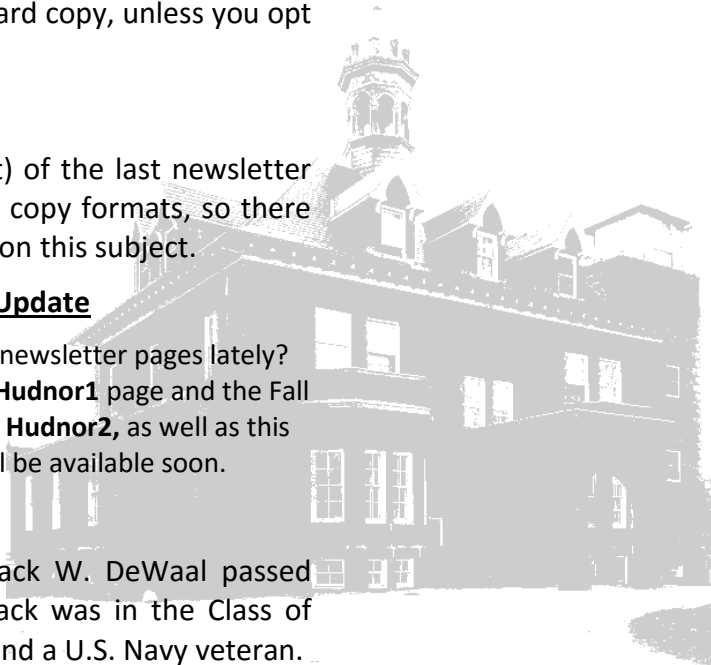 ard copy, unless you opt
t) of the last newsletter
copy formats, so there
on this subject.
Update
newsletter pages lately?
Hudnor1 page and the Fall
Hudnor2, as well as this
l be available soon.
ack W. DeWaal passed
ack was in the Class of
nd a U.S. Navy veteran.